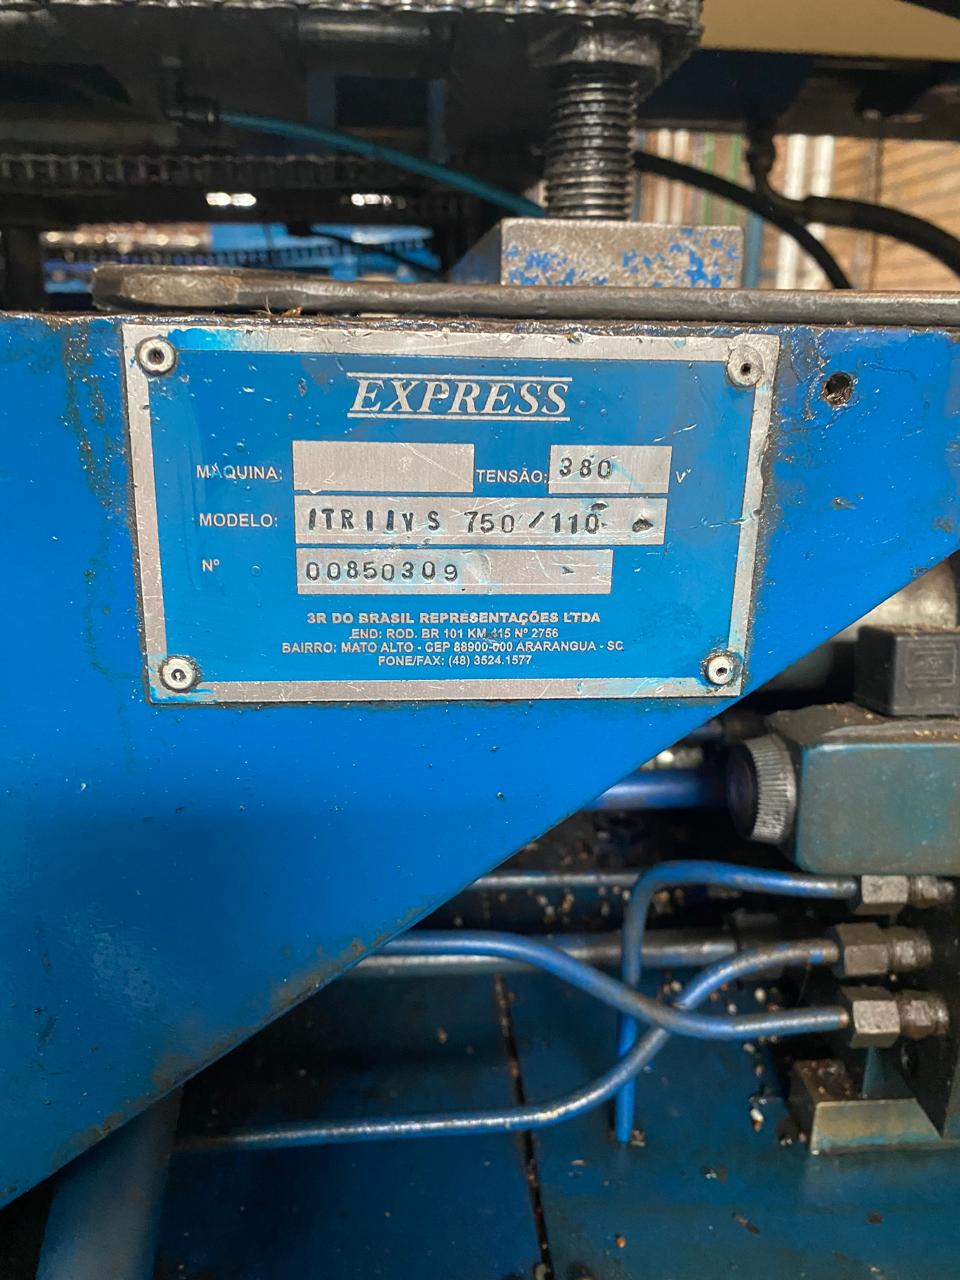 EXPRESS
MÁQUINA:
TENSÃO: 380 V
MODELO: ITRIIVS 750/110
Nº 00850309
3R DO BRASIL REPRESENTAÇÕES LTDA
END: ROD. BR 101 KM 415 Nº 2756
BAIRRO: MATO ALTO - CEP 88900-000 ARARANGUA - SC
FONE/FAX: (48) 3524.1577